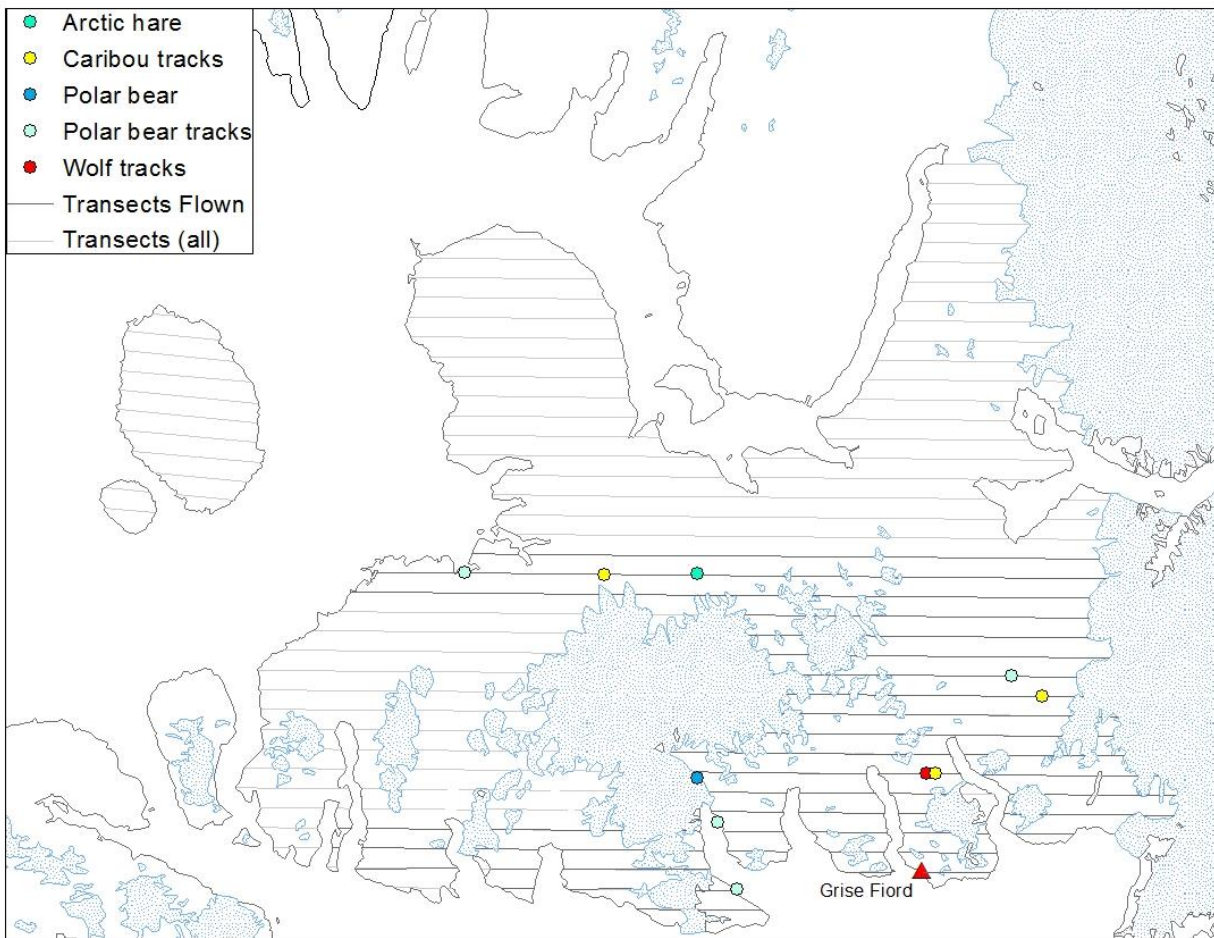 Arctic hare
Caribou tracks
Polar bear
Polar bear tracks
Wolf tracks
Transects Flown
Transects (all)
Grise Fiord